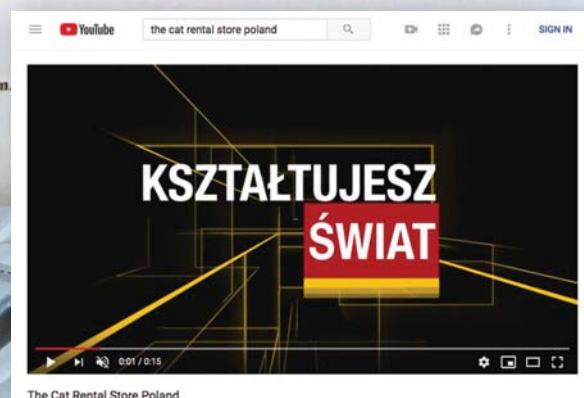 YouTube
the cat rental store poland
SIGN IN
KSZTAŁTUJESZ
ŚWIAT
0:01 / 0:15
The Cat Rental Store Poland